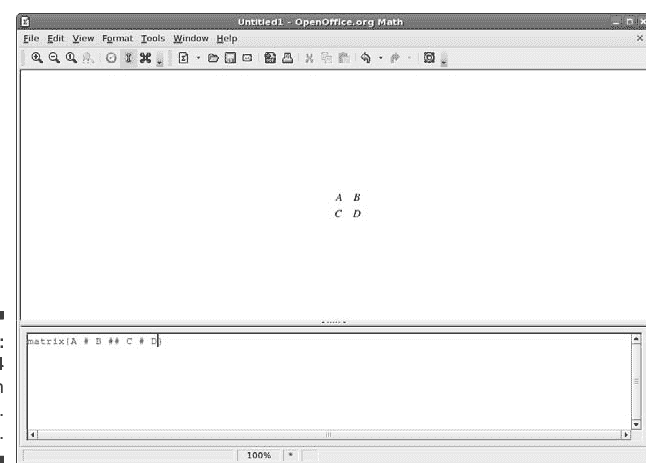 Untitled1 - OpenOffice.org Math
File Edit View Format Tools Window Help
A B
C D
matrix{A # B ## C # D}
100% *